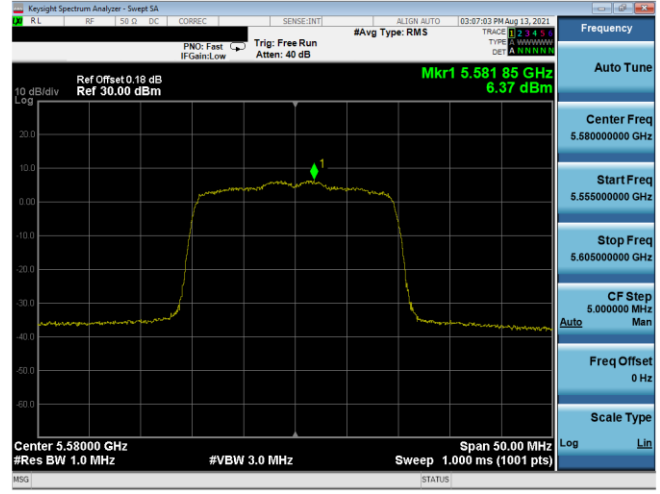 Keysight Spectrum Analyzer - Swept SA
RL RF 50 Ω DC CORREC SENSE:INT ALIGN AUTO 03:07:03 PM Aug 13, 2021
#Avg Type: RMS
TRACE 1 2 3 4 5 6
TYPE A WWWWW
DET A N N N N N
PNO: Fast
IFGain:Low
Trig: Free Run
Atten: 40 dB
Mkr1 5.581 85 GHz
6.37 dBm
Ref Offset 0.18 dB
Ref 30.00 dBm
10 dB/div
Log
20.0
10.0
0.00
-10.0
-20.0
-30.0
-40.0
-50.0
-60.0
1
Center 5.58000 GHz
#Res BW 1.0 MHz
#VBW 3.0 MHz
Span 50.00 MHz
Sweep 1.000 ms (1001 pts)
MSG
STATUS
Frequency
Auto Tune
Center Freq
5.580000000 GHz
Start Freq
5.555000000 GHz
Stop Freq
5.605000000 GHz
CF Step
5.000000 MHz
Auto Man
Freq Offset
0 Hz
Scale Type
Log Lin